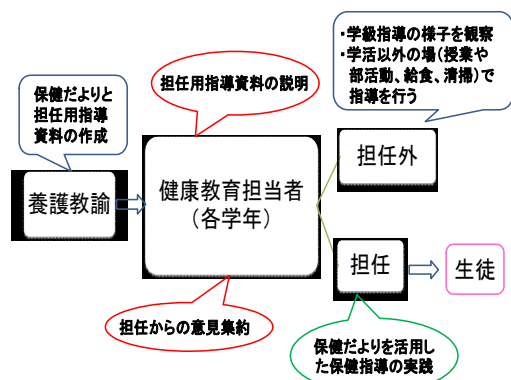 ・学級指導の様子を観察
・学活以外の場(授業や
部活動、給食、清掃)で
指導を行う
担任用指導資料の説明
保健だよりと
担任用指導
資料の作成
養護教諭
健康教育担当者
(各学年)
担任外
担任
生徒
担任からの意見集約
保健だよりを活用し
た保健指導の実践